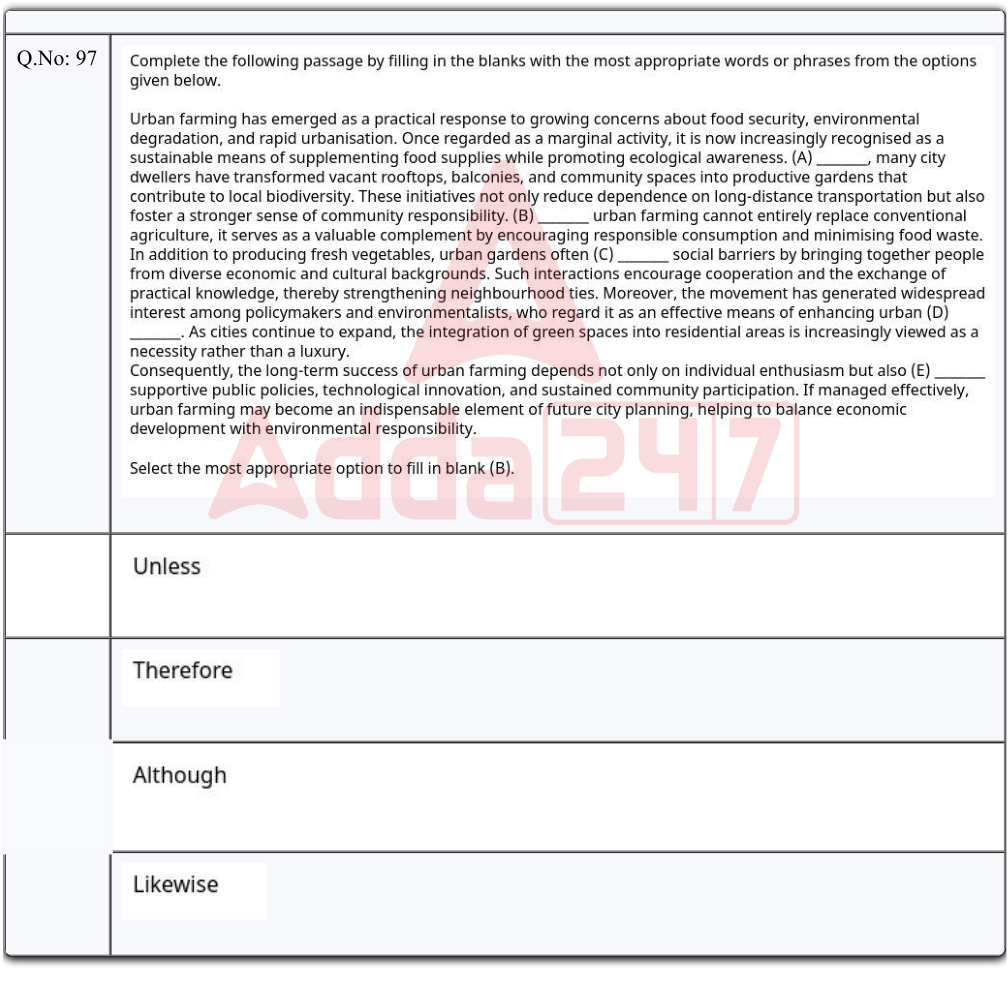 Q.No: 97
Complete the following passage by filling in the blanks with the most appropriate words or phrases from the options
given below.
Urban farming has emerged as a practical response to growing concerns about food security, environmental
degradation, and rapid urbanisation. Once regarded as a marginal activity, it is now increasingly recognised as a
sustainable means of supplementing food supplies while promoting ecological awareness. (A) _______, many city
dwellers have transformed vacant rooftops, balconies, and community spaces into productive gardens that
contribute to local biodiversity. These initiatives not only reduce dependence on long-distance transportation but also
foster a stronger sense of community responsibility. (B) _______ urban farming cannot entirely replace conventional
agriculture, it serves as a valuable complement by encouraging responsible consumption and minimising food waste.
In addition to producing fresh vegetables, urban gardens often (C) _______ social barriers by bringing together people
from diverse economic and cultural backgrounds. Such interactions encourage cooperation and the exchange of
practical knowledge, thereby strengthening neighbourhood ties. Moreover, the movement has generated widespread
interest among policymakers and environmentalists, who regard it as an effective means of enhancing urban (D)
_______. As cities continue to expand, the integration of green spaces into residential areas is increasingly viewed as a
necessity rather than a luxury.
Consequently, the long-term success of urban farming depends not only on individual enthusiasm but also (E) _______
supportive public policies, technological innovation, and sustained community participation. If managed effectively,
urban farming may become an indispensable element of future city planning, helping to balance economic
development with environmental responsibility.
Select the most appropriate option to fill in blank (B).
Adda247
Unless
Therefore
Although
Likewise